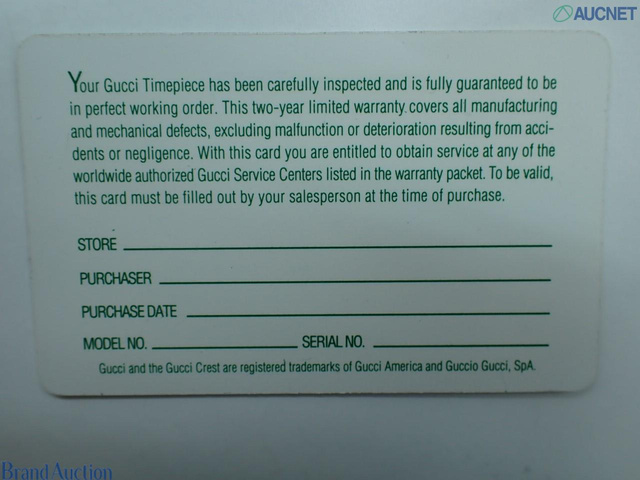 AUCNET
Your Gucci Timepiece has been carefully inspected and is fully guaranteed to be
in perfect working order. This two-year limited warranty covers all manufacturing
and mechanical defects, excluding malfunction or deterioration resulting from acci-
dents or negligence. With this card you are entitled to obtain service at any of the
worldwide authorized Gucci Service Centers listed in the warranty packet. To be valid,
this card must be filled out by your salesperson at the time of purchase.
STORE
PURCHASER
PURCHASE DATE
MODEL NO. SERIAL NO.
Gucci and the Gucci Crest are registered trademarks of Gucci America and Guccio Gucci, SpA.
Brand Auction